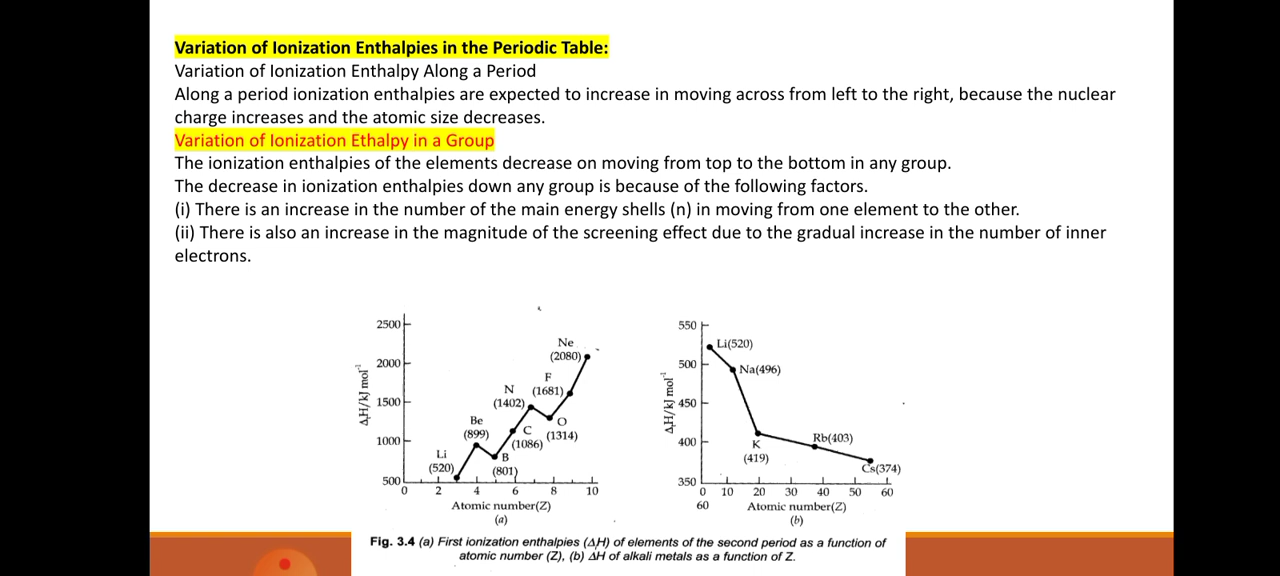 Variation of Ionization Enthalpies in the Periodic Table:
Variation of Ionization Enthalpy Along a Period
Along a period ionization enthalpies are expected to increase in moving across from left to the right, because the nuclear
charge increases and the atomic size decreases.
Variation of Ionization Ethalpy in a Group
The ionization enthalpies of the elements decrease on moving from top to the bottom in any group.
The decrease in ionization enthalpies down any group is because of the following factors.
(i) There is an increase in the number of the main energy shells (n) in moving from one element to the other.
(ii) There is also an increase in the magnitude of the screening effect due to the gradual increase in the number of inner
electrons.
2500
2000
1500
1000
500
ΔᵢH/kJ mol⁻¹
Ne
(2080)
F
(1681)
N
(1402)
O
(1314)
Be
(899)
C
(1086)
Li
(520)
B
(801)
0 2 4 6 8 10
Atomic number(Z)
(a)
550
500
450
400
350
ΔᵢH/kJ mol⁻¹
Li(520)
Na(496)
K
(419)
Rb(403)
Cs(374)
0 10 20 30 40 50 60
60
Atomic number(Z)
(b)
Fig. 3.4 (a) First ionization enthalpies (ΔᵢH) of elements of the second period as a function of
atomic number (Z), (b) ΔᵢH of alkali metals as a function of Z.